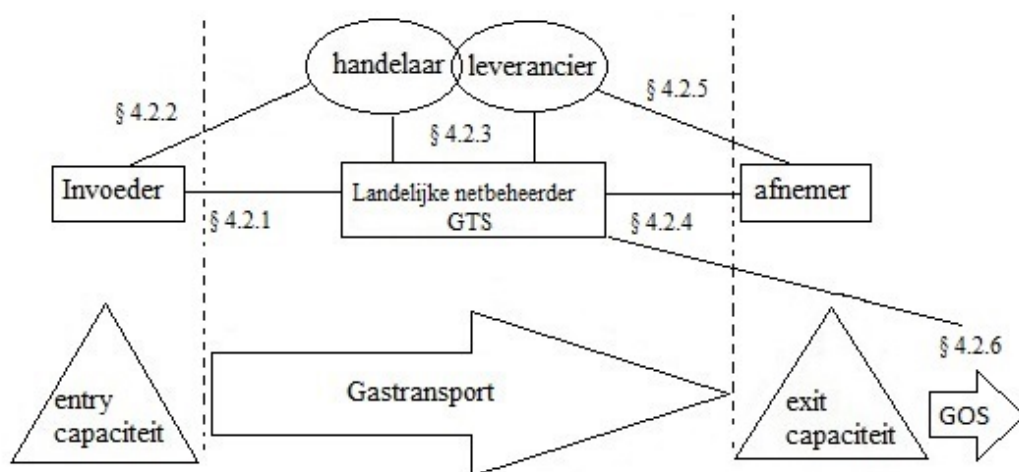 handelaar
leverancier
§ 4.2.2
§ 4.2.5
§ 4.2.3
Invoeder
Landelijke netbeheerder
GTS
afnemer
§ 4.2.1
§ 4.2.4
§ 4.2.6
entry
capaciteit
Gastransport
exit
capaciteit
GOS